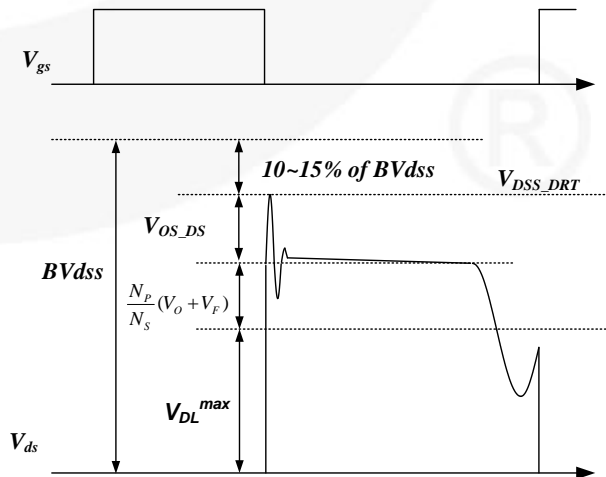 V_gs
10~15% of BVdss
V_DSS_DRT
V_OS_DS
BVdss
N_P/N_S (V_O + V_F)
V_DL^max
V_ds
®